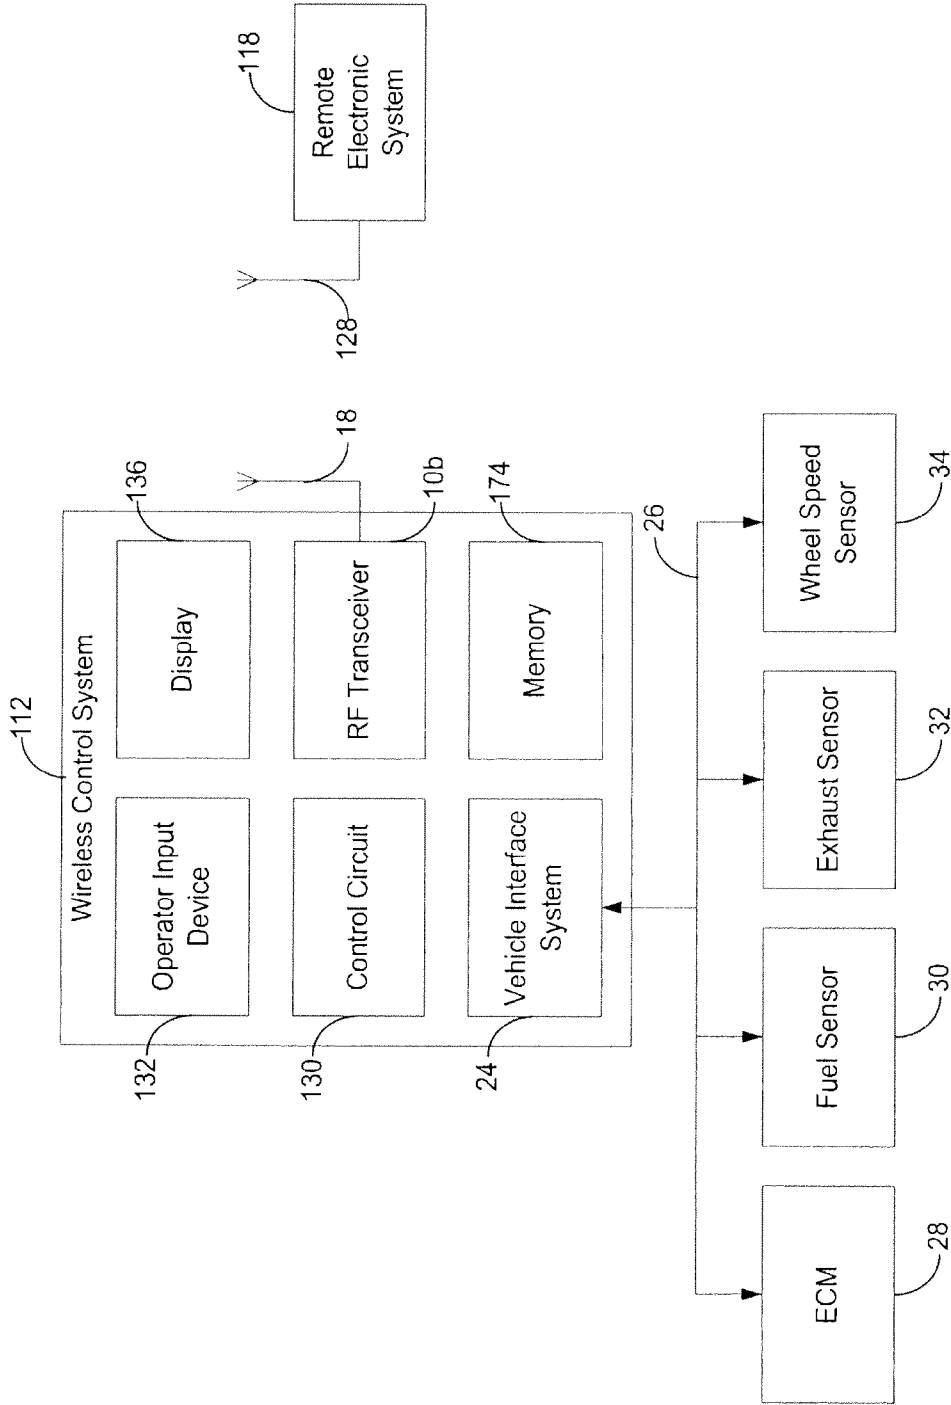 112
Wireless Control System
132
Operator Input
Device
136
Display
130
Control Circuit
10b
RF Transceiver
18
128
118
Remote
Electronic
System
24
Vehicle Interface
System
174
Memory
26
ECM
28
Fuel Sensor
30
Exhaust Sensor
32
Wheel Speed
Sensor
34